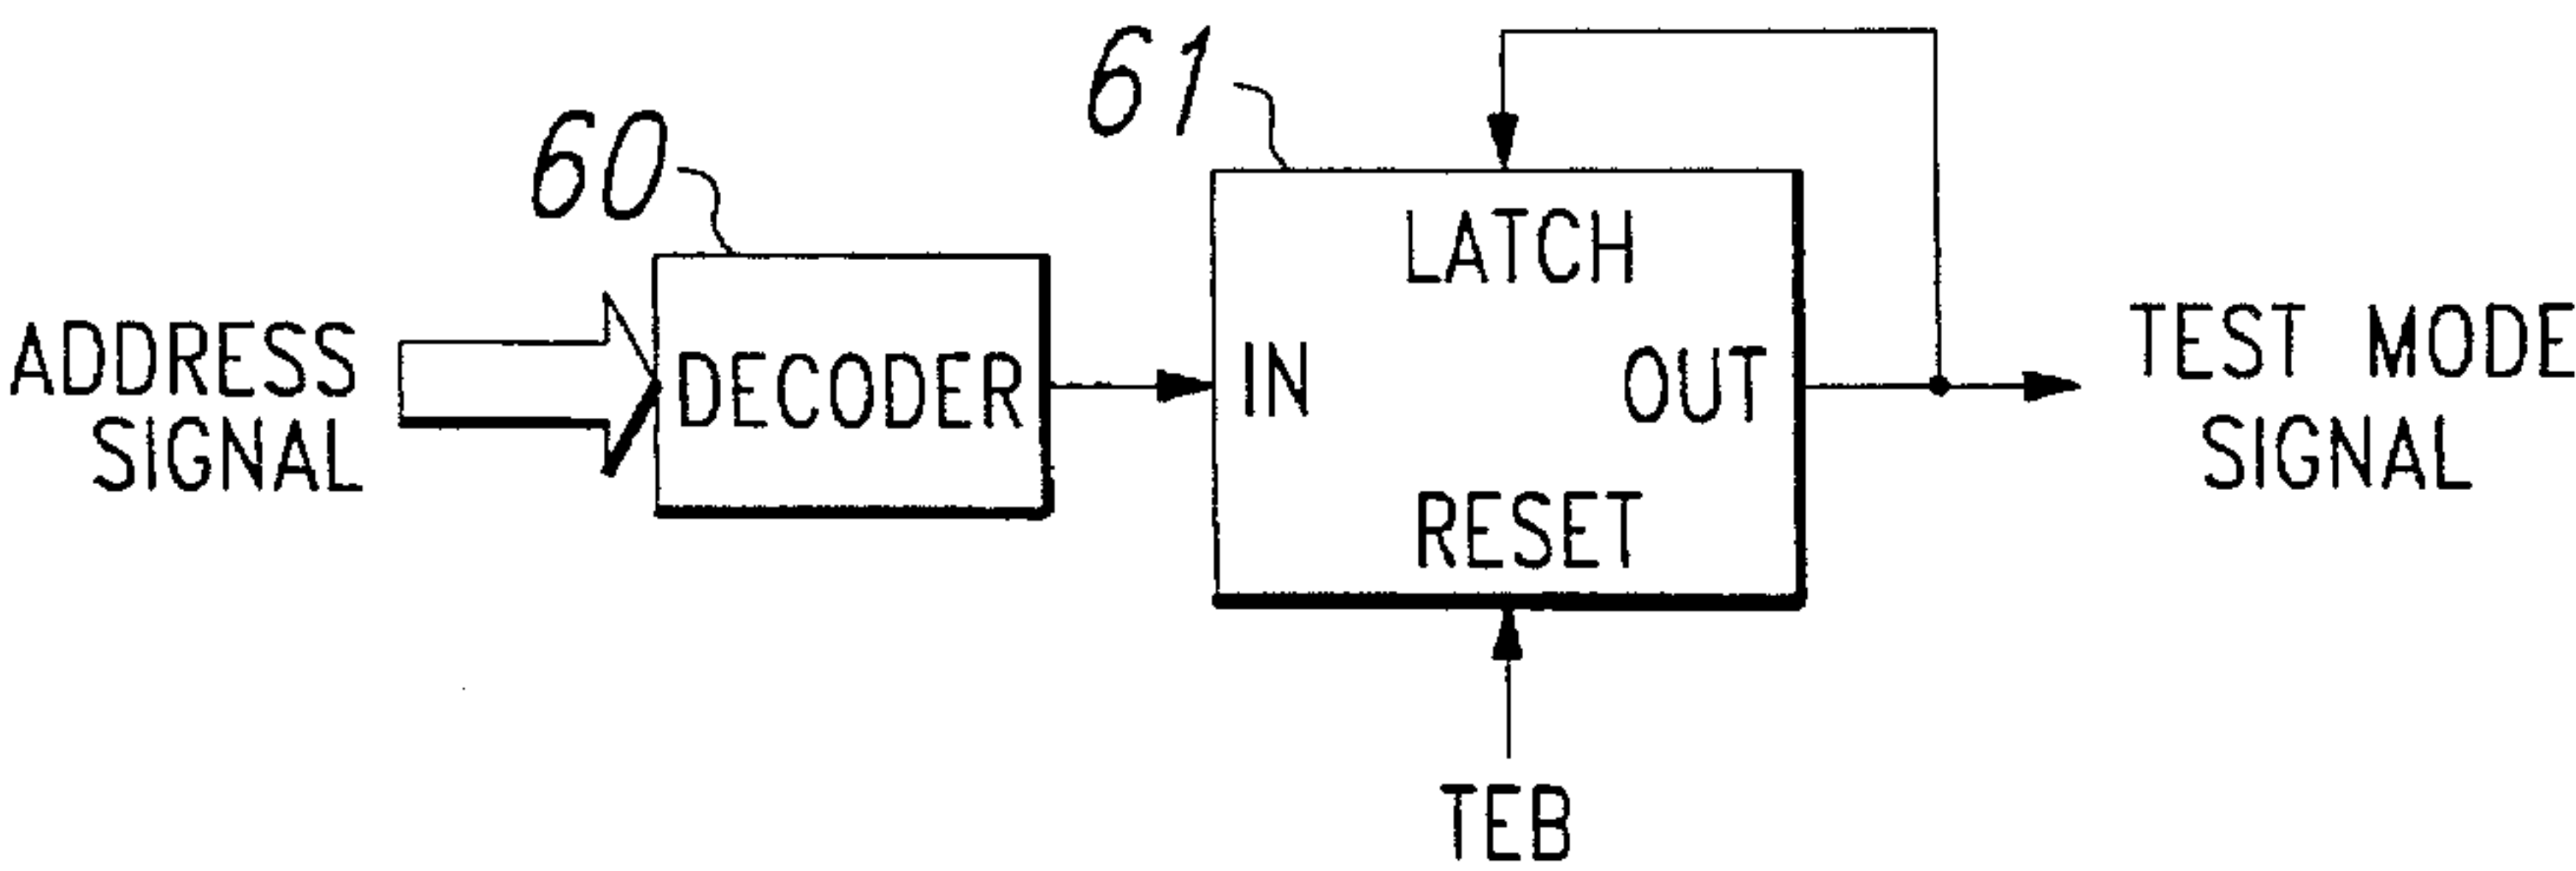 61
60
LATCH
ADDRESS
SIGNAL
DECODER
IN
OUT
TEST MODE
SIGNAL
RESET
TEB